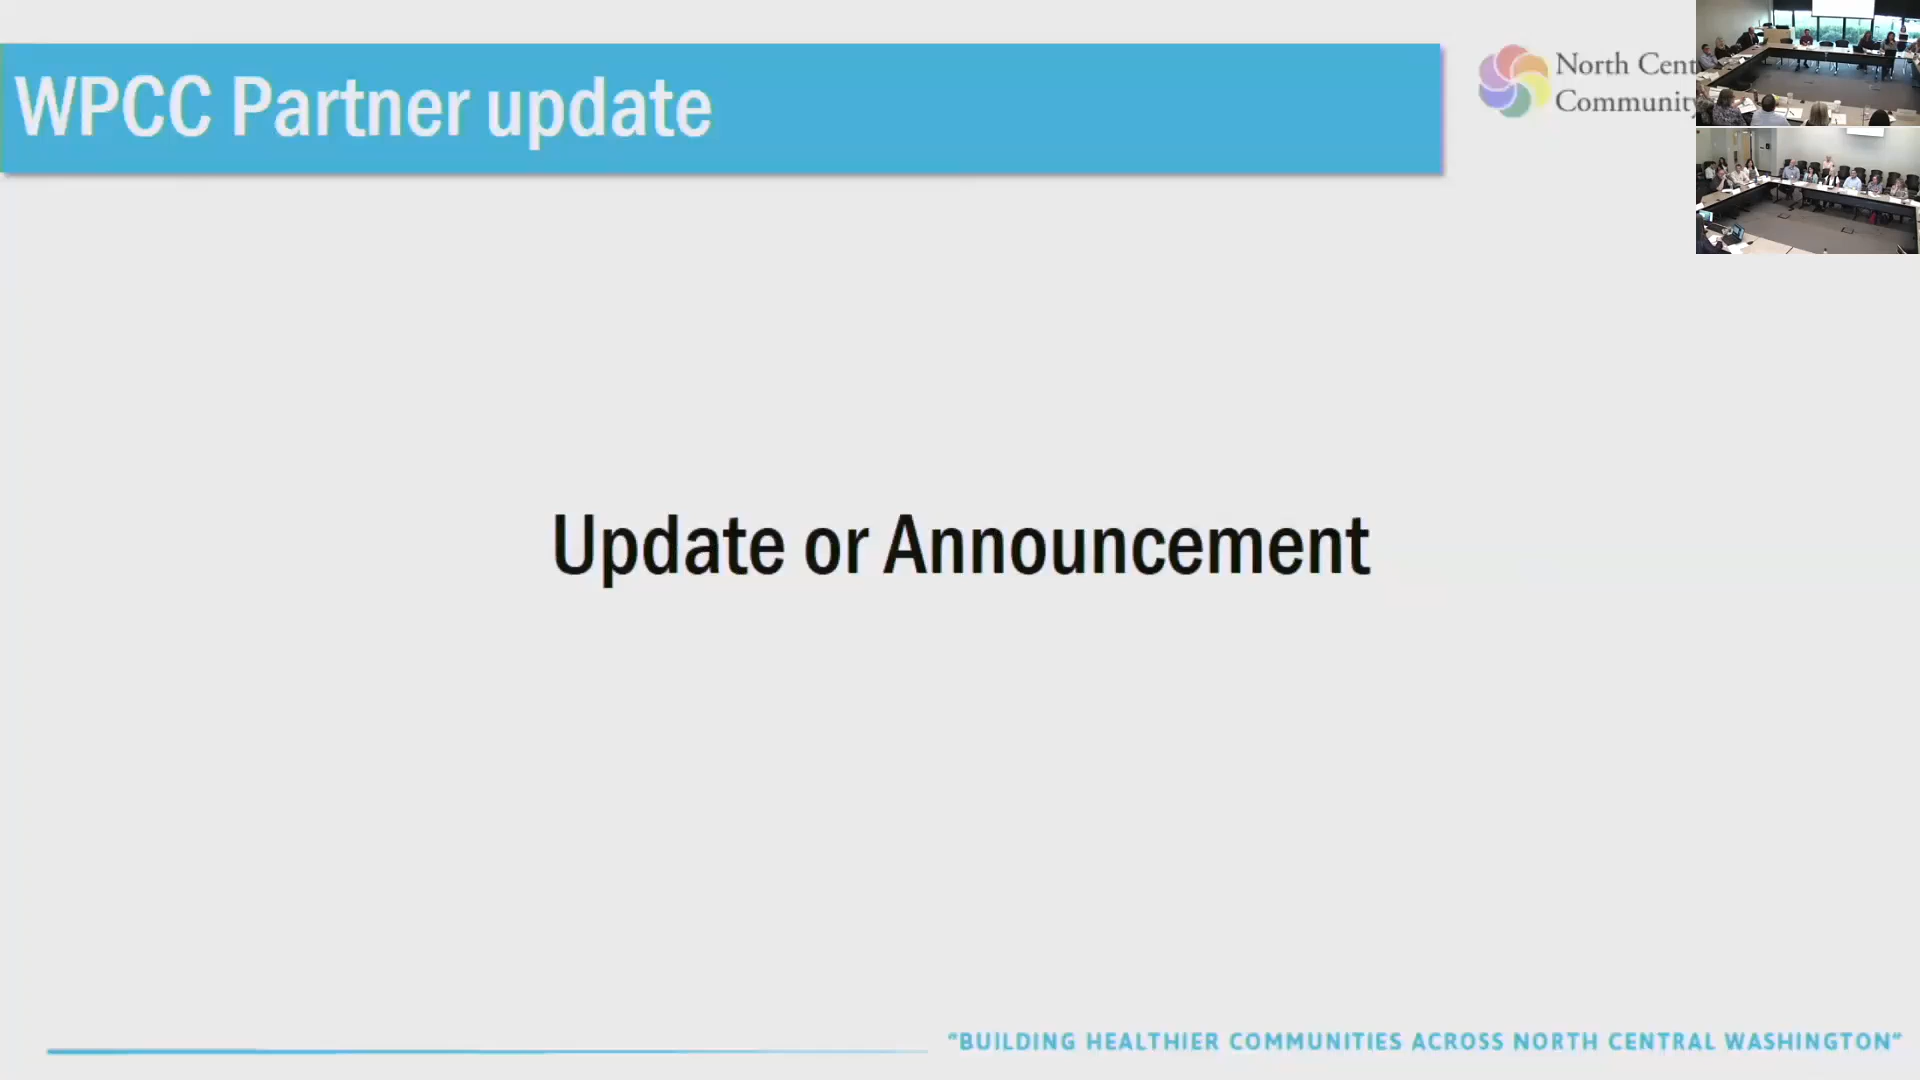 WPCC Partner update
North Cent
Community
Update or Announcement
“BUILDING HEALTHIER COMMUNITIES ACROSS NORTH CENTRAL WASHINGTON”